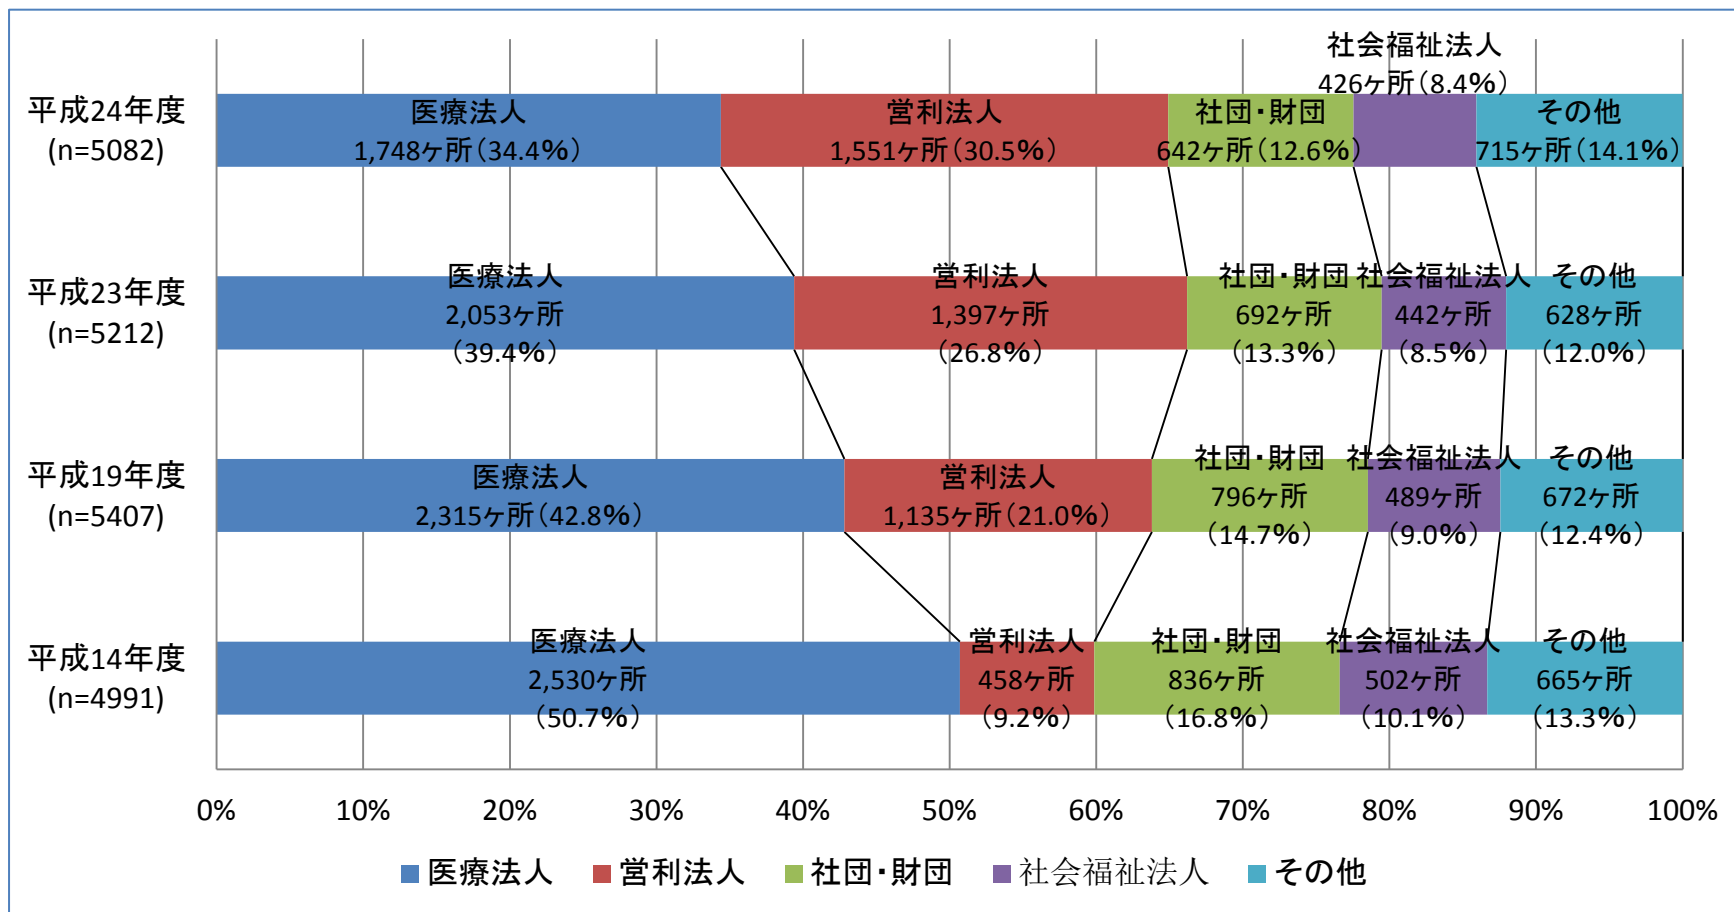 社会福祉法人
426ヶ所(8.4%)
平成24年度
(n=5082)
医療法人
1,748ヶ所(34.4%)
営利法人
1,551ヶ所(30.5%)
社団・財団
642ヶ所(12.6%)
その他
715ヶ所(14.1%)
平成23年度
(n=5212)
医療法人
2,053ヶ所
(39.4%)
営利法人
1,397ヶ所
(26.8%)
社団・財団
692ヶ所
(13.3%)
社会福祉法人
442ヶ所
(8.5%)
その他
628ヶ所
(12.0%)
平成19年度
(n=5407)
医療法人
2,315ヶ所(42.8%)
営利法人
1,135ヶ所(21.0%)
社団・財団
796ヶ所
(14.7%)
社会福祉法人
489ヶ所
(9.0%)
その他
672ヶ所
(12.4%)
平成14年度
(n=4991)
医療法人
2,530ヶ所
(50.7%)
営利法人
458ヶ所
(9.2%)
社団・財団
836ヶ所
(16.8%)
社会福祉法人
502ヶ所
(10.1%)
その他
665ヶ所
(13.3%)
0% 10% 20% 30% 40% 50% 60% 70% 80% 90% 100%
医療法人 営利法人 社団・財団 社会福祉法人 その他